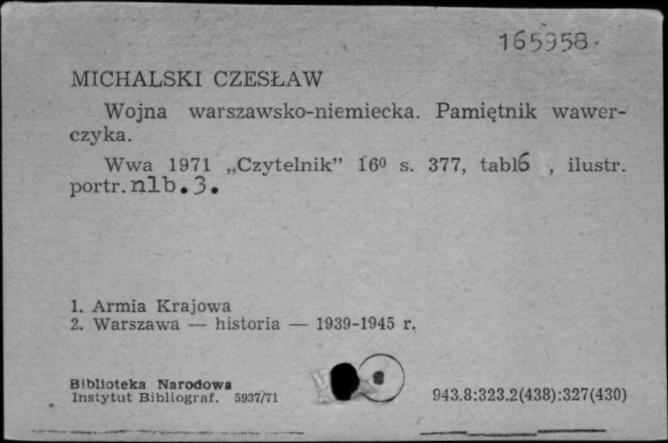 165958.
MICHALSKI CZESŁAW
Wojna warszawsko-niemiecka. Pamiętnik wawer-
czyka.
Wwa 1971 „Czytelnik” 16⁰ s. 377, tabl6 , ilustr.
portr. nlb.3.
1. Armia Krajowa
2. Warszawa — historia — 1939-1945 r.
Biblioteka Narodowa
Instytut Bibliograf. 5937/71
943.8:323.2(438):327(430)